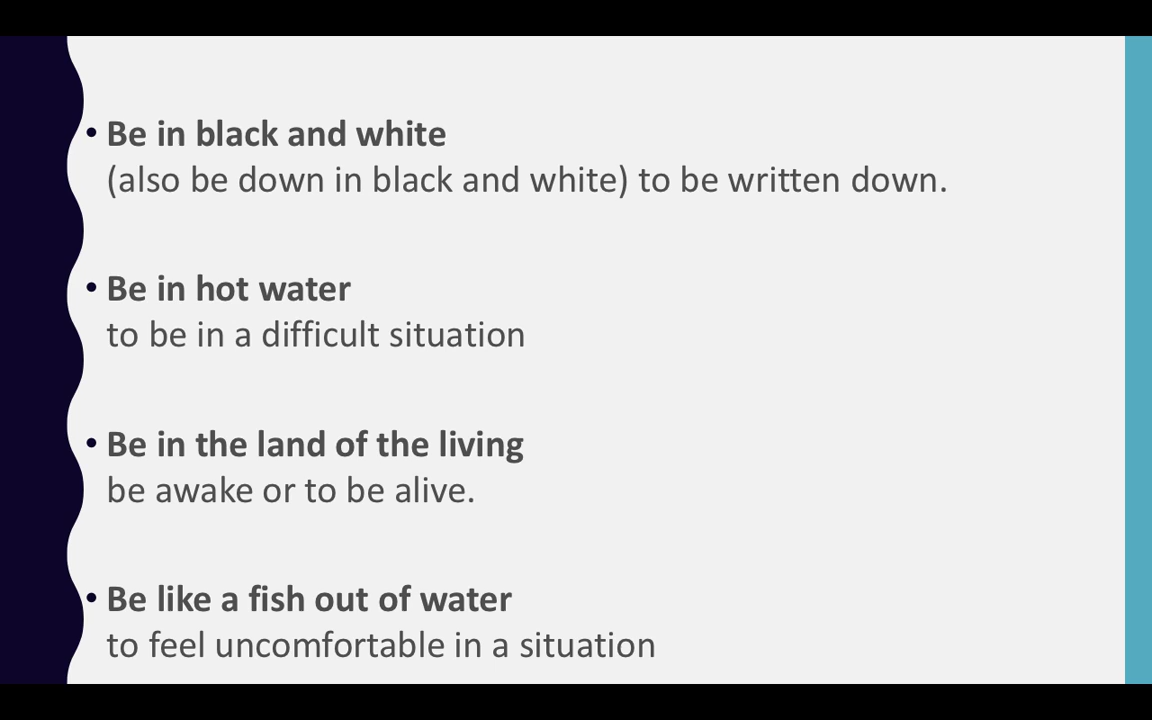 • Be in black and white
(also be down in black and white) to be written down.
• Be in hot water
to be in a difficult situation
• Be in the land of the living
be awake or to be alive.
• Be like a fish out of water
to feel uncomfortable in a situation